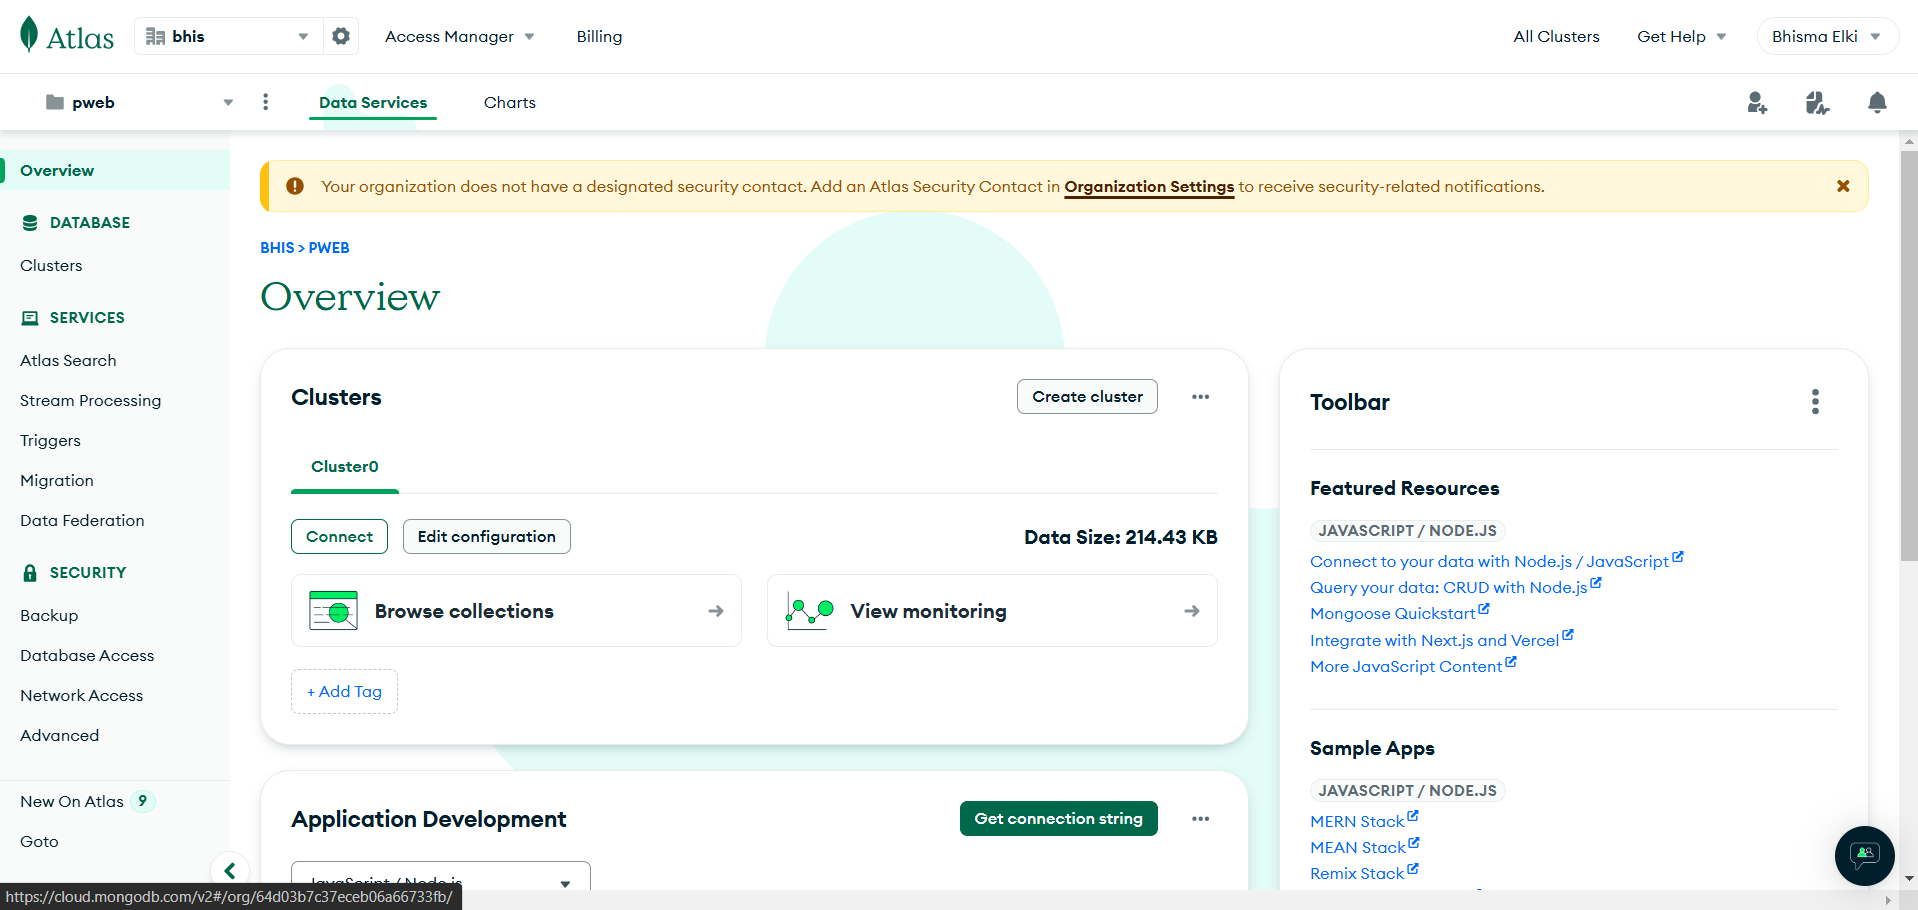 Atlas
bhis
Access Manager
Billing
All Clusters
Get Help
Bhisma Elki
pweb
Data Services
Charts
Overview
DATABASE
Clusters
SERVICES
Atlas Search
Stream Processing
Triggers
Migration
Data Federation
SECURITY
Backup
Database Access
Network Access
Advanced
New On Atlas 9
Goto
Your organization does not have a designated security contact. Add an Atlas Security Contact in Organization Settings to receive security-related notifications.
BHIS > PWEB
Overview
Clusters
Create cluster
Cluster0
Connect
Edit configuration
Data Size: 214.43 KB
Browse collections
View monitoring
+ Add Tag
Application Development
Get connection string
JavaScript / Node.js
Toolbar
Featured Resources
JAVASCRIPT / NODE.JS
Connect to your data with Node.js / JavaScript
Query your data: CRUD with Node.js
Mongoose Quickstart
Integrate with Next.js and Vercel
More JavaScript Content
Sample Apps
JAVASCRIPT / NODE.JS
MERN Stack
MEAN Stack
Remix Stack
https://cloud.mongodb.com/v2#/org/64d03b7c37eceb06a66733fb/